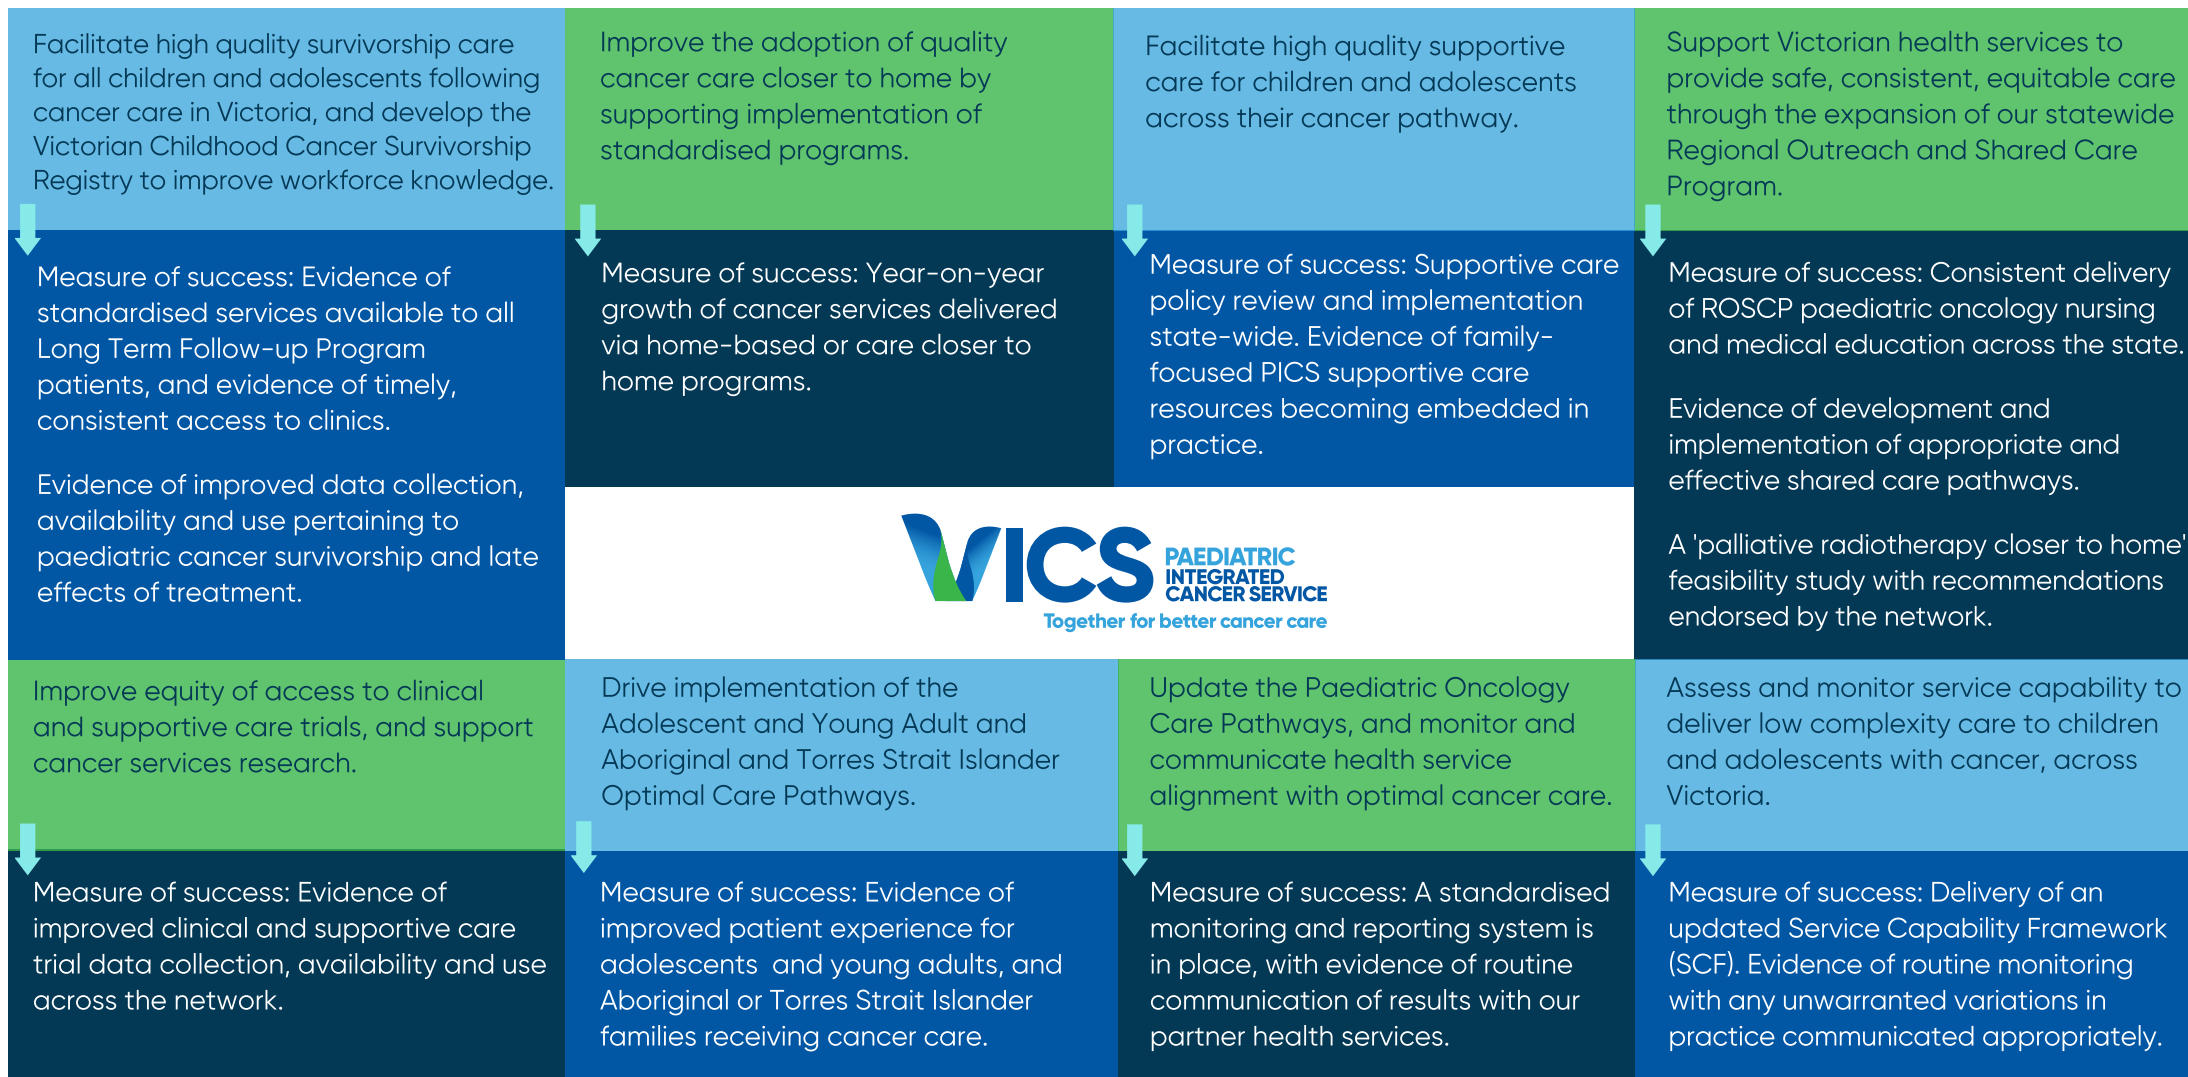 Facilitate high quality survivorship care
for all children and adolescents following
cancer care in Victoria, and develop the
Victorian Childhood Cancer Survivorship
Registry to improve workforce knowledge.
Measure of success: Evidence of
standardised services available to all
Long Term Follow-up Program
patients, and evidence of timely,
consistent access to clinics.
Evidence of improved data collection,
availability and use pertaining to
paediatric cancer survivorship and late
effects of treatment.
Improve the adoption of quality
cancer care closer to home by
supporting implementation of
standardised programs.
Measure of success: Year-on-year
growth of cancer services delivered
via home-based or care closer to
home programs.
Facilitate high quality supportive
care for children and adolescents
across their cancer pathway.
Measure of success: Supportive care
policy review and implementation
state-wide. Evidence of family-
focused PICS supportive care
resources becoming embedded in
practice.
Support Victorian health services to
provide safe, consistent, equitable care
through the expansion of our statewide
Regional Outreach and Shared Care
Program.
Measure of success: Consistent delivery
of ROSCP paediatric oncology nursing
and medical education across the state.
Evidence of development and
implementation of appropriate and
effective shared care pathways.
A 'palliative radiotherapy closer to home'
feasibility study with recommendations
endorsed by the network.
VICS
PAEDIATRIC
INTEGRATED
CANCER SERVICE
Together for better cancer care
Improve equity of access to clinical
and supportive care trials, and support
cancer services research.
Measure of success: Evidence of
improved clinical and supportive care
trial data collection, availability and use
across the network.
Drive implementation of the
Adolescent and Young Adult and
Aboriginal and Torres Strait Islander
Optimal Care Pathways.
Measure of success: Evidence of
improved patient experience for
adolescents  and young adults, and
Aboriginal or Torres Strait Islander
families receiving cancer care.
Update the Paediatric Oncology
Care Pathways, and monitor and
communicate health service
alignment with optimal cancer care.
Measure of success: A standardised
monitoring and reporting system is
in place, with evidence of routine
communication of results with our
partner health services.
Assess and monitor service capability to
deliver low complexity care to children
and adolescents with cancer, across
Victoria.
Measure of success: Delivery of an
updated Service Capability Framework
(SCF). Evidence of routine monitoring
with any unwarranted variations in
practice communicated appropriately.